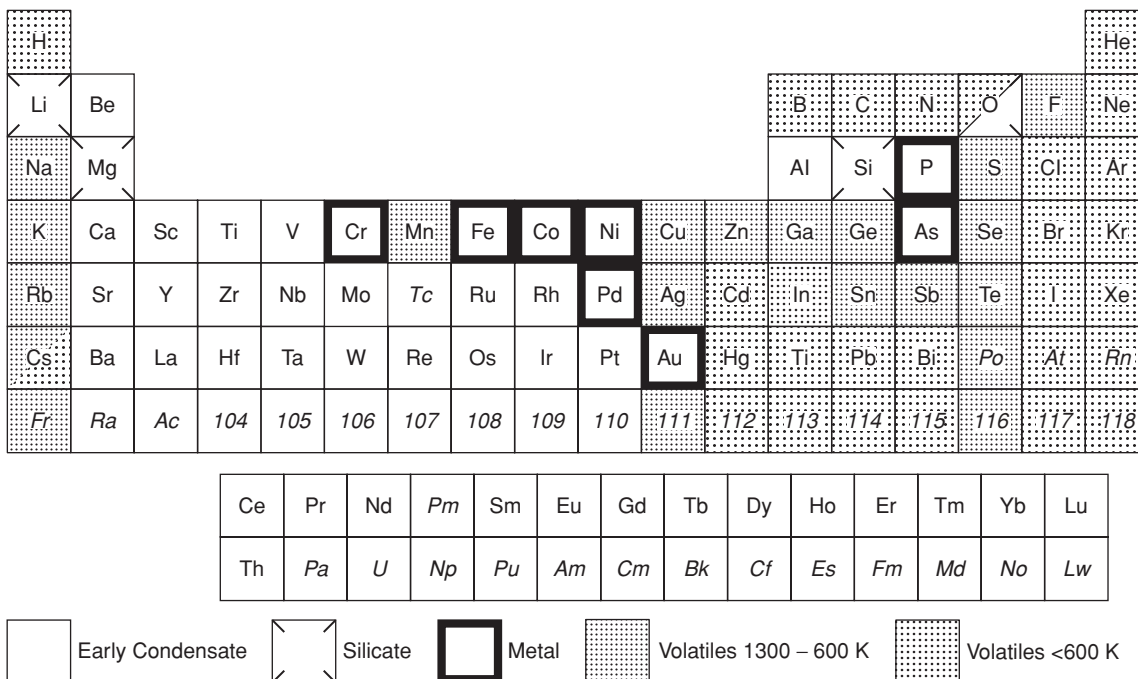 H He
Li Be B C N O F Ne
Na Mg Al Si P S Cl Ar
K Ca Sc Ti V Cr Mn Fe Co Ni Cu Zn Ga Ge As Se Br Kr
Rb Sr Y Zr Nb Mo Tc Ru Rh Pd Ag Cd In Sn Sb Te I Xe
Cs Ba La Hf Ta W Re Os Ir Pt Au Hg Ti Pb Bi Po At Rn
Fr Ra Ac 104 105 106 107 108 109 110 111 112 113 114 115 116 117 118
Ce Pr Nd Pm Sm Eu Gd Tb Dy Ho Er Tm Yb Lu
Th Pa U Np Pu Am Cm Bk Cf Es Fm Md No Lw
Early Condensate Silicate Metal Volatiles 1300 – 600 K Volatiles <600 K